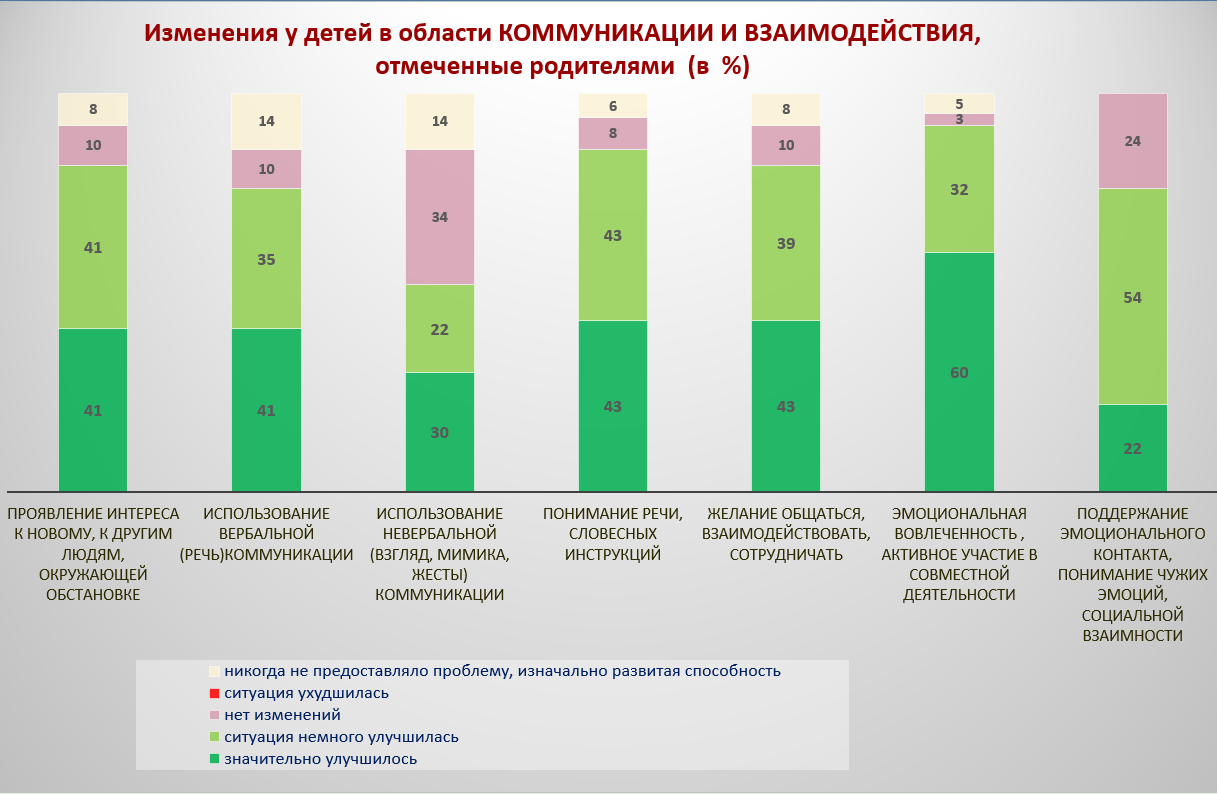 Изменения у детей в области КОММУНИКАЦИИ И ВЗАИМОДЕЙСТВИЯ,
отмеченные родителями (в %)
8
10
41
41
14
10
35
41
14
34
22
30
6
8
43
43
8
10
39
43
5
3
32
60
24
54
22
ПРОЯВЛЕНИЕ ИНТЕРЕСА
К НОВОМУ, К ДРУГИМ
ЛЮДЯМ,
ОКРУЖАЮЩЕЙ
ОБСТАНОВКЕ
ИСПОЛЬЗОВАНИЕ
ВЕРБАЛЬНОЙ
(РЕЧЬ)КОММУНИКАЦИИ
ИСПОЛЬЗОВАНИЕ
НЕВЕРБАЛЬНОЙ
(ВЗГЛЯД, МИМИКА,
ЖЕСТЫ)
КОММУНИКАЦИИ
ПОНИМАНИЕ РЕЧИ,
СЛОВЕСНЫХ
ИНСТРУКЦИЙ
ЖЕЛАНИЕ ОБЩАТЬСЯ,
ВЗАИМОДЕЙСТВОВАТЬ,
СОТРУДНИЧАТЬ
ЭМОЦИОНАЛЬНАЯ
ВОВЛЕЧЕННОСТЬ ,
АКТИВНОЕ УЧАСТИЕ В
СОВМЕСТНОЙ
ДЕЯТЕЛЬНОСТИ
ПОДДЕРЖАНИЕ
ЭМОЦИОНАЛЬНОГО
КОНТАКТА,
ПОНИМАНИЕ ЧУЖИХ
ЭМОЦИЙ,
СОЦИАЛЬНОЙ
ВЗАИМНОСТИ
никогда не предоставляло проблему, изначально развитая способность
ситуация ухудшилась
нет изменений
ситуация немного улучшилась
значительно улучшилось